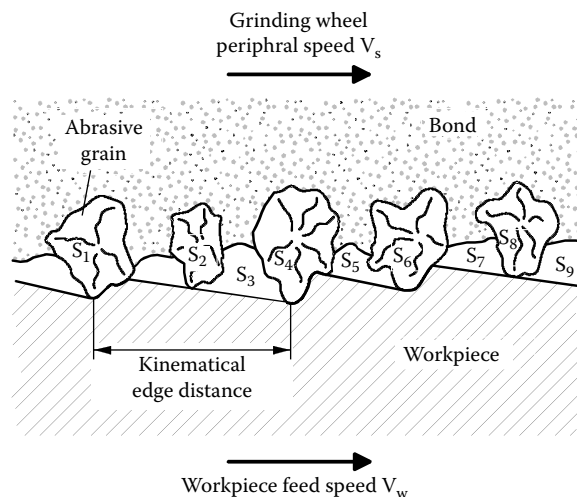 Grinding wheel
periphral speed Vs
Abrasive
grain
Bond
S1
S2
S3
S4
S5
S6
S7
S8
S9
Kinematical
edge distance
Workpiece
Workpiece feed speed Vw